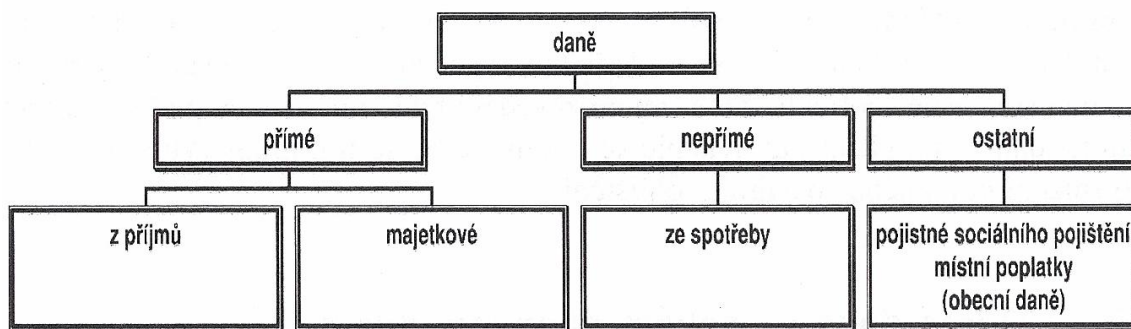 daně
přímé
nepřímé
ostatní
z příjmů
majetkové
ze spotřeby
pojistné sociálního pojištění
místní poplatky
(obecní daně)